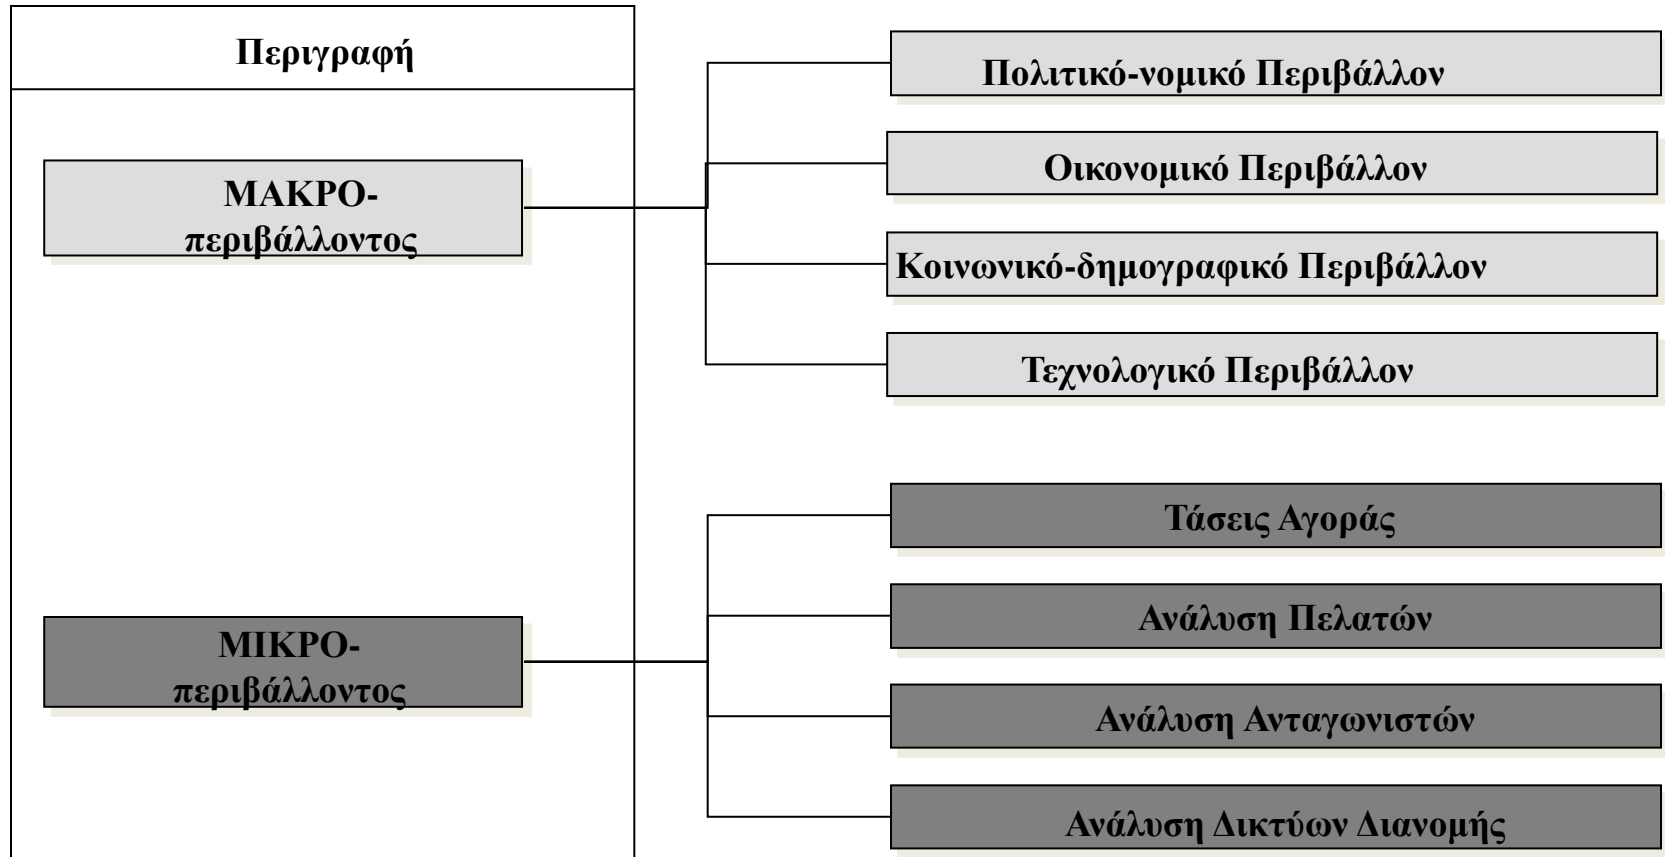 Περιγραφή
ΜΑΚΡΟ-
περιβάλλοντος
Πολιτικό-νομικό Περιβάλλον
Οικονομικό Περιβάλλον
Κοινωνικό-δημογραφικό Περιβάλλον
Τεχνολογικό Περιβάλλον
ΜΙΚΡΟ-
περιβάλλοντος
Τάσεις Αγοράς
Ανάλυση Πελατών
Ανάλυση Ανταγωνιστών
Ανάλυση Δικτύων Διανομής